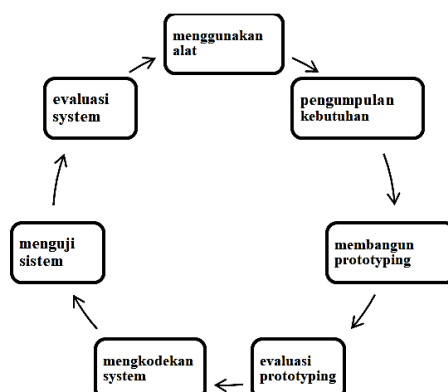 menggunakan
alat
pengumpulan
kebutuhan
membangun
prototyping
evaluasi
prototyping
mengkodekan
system
menguji
sistem
evaluasi
system